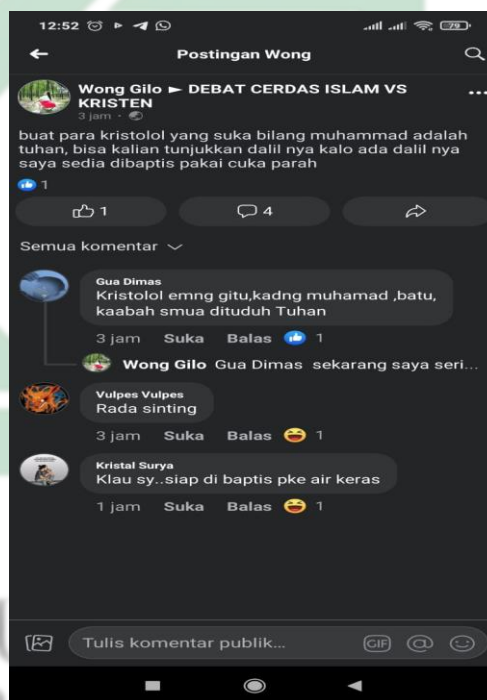 12:52
79
Postingan Wong
Wong Gilo ► DEBAT CERDAS ISLAM VS
KRISTEN
3 jam ·
buat para kristolol yang suka bilang muhammad adalah
tuhan, bisa kalian tunjukkan dalil nya kalo ada dalil nya
saya sedia dibaptis pakai cuka parah
1
1
4
Semua komentar
Gua Dimas
Kristolol emng gitu,kadng muhamad ,batu,
kaabah smua dituduh Tuhan
3 jam Suka Balas 1
Wong Gilo Gua Dimas sekarang saya seri...
Vulpes Vulpes
Rada sinting
3 jam Suka Balas 1
Kristal Surya
Klau sy..siap di baptis pke air keras
1 jam Suka Balas 1
Tulis komentar publik...
GIF